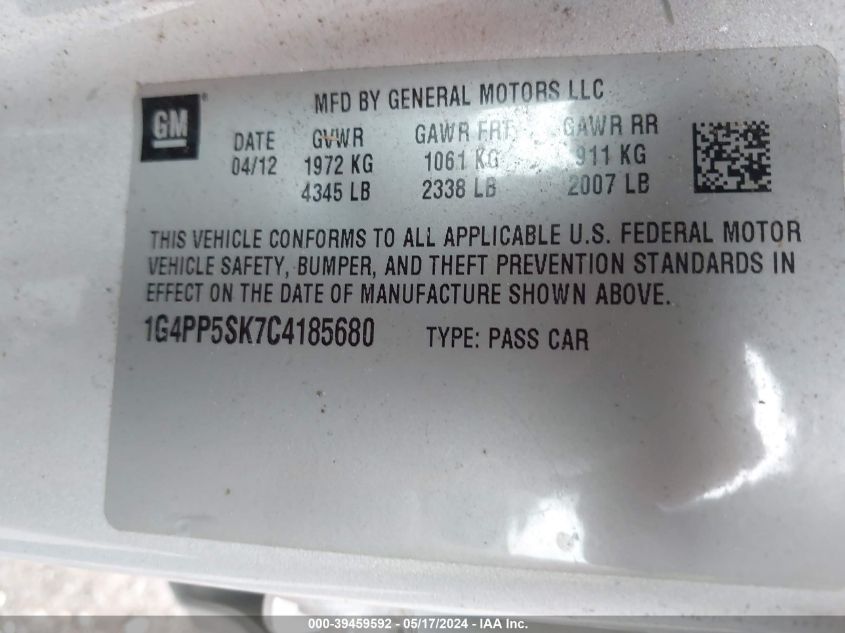 MFD BY GENERAL MOTORS LLC
GM
DATE GVWR GAWR FRT GAWR RR
04/12 1972 KG 1061 KG 911 KG
4345 LB 2338 LB 2007 LB
THIS VEHICLE CONFORMS TO ALL APPLICABLE U.S. FEDERAL MOTOR
VEHICLE SAFETY, BUMPER, AND THEFT PREVENTION STANDARDS IN
EFFECT ON THE DATE OF MANUFACTURE SHOWN ABOVE.
1G4PP5SK7C4185680 TYPE: PASS CAR
000-39459592 - 05/17/2024 - IAA Inc.